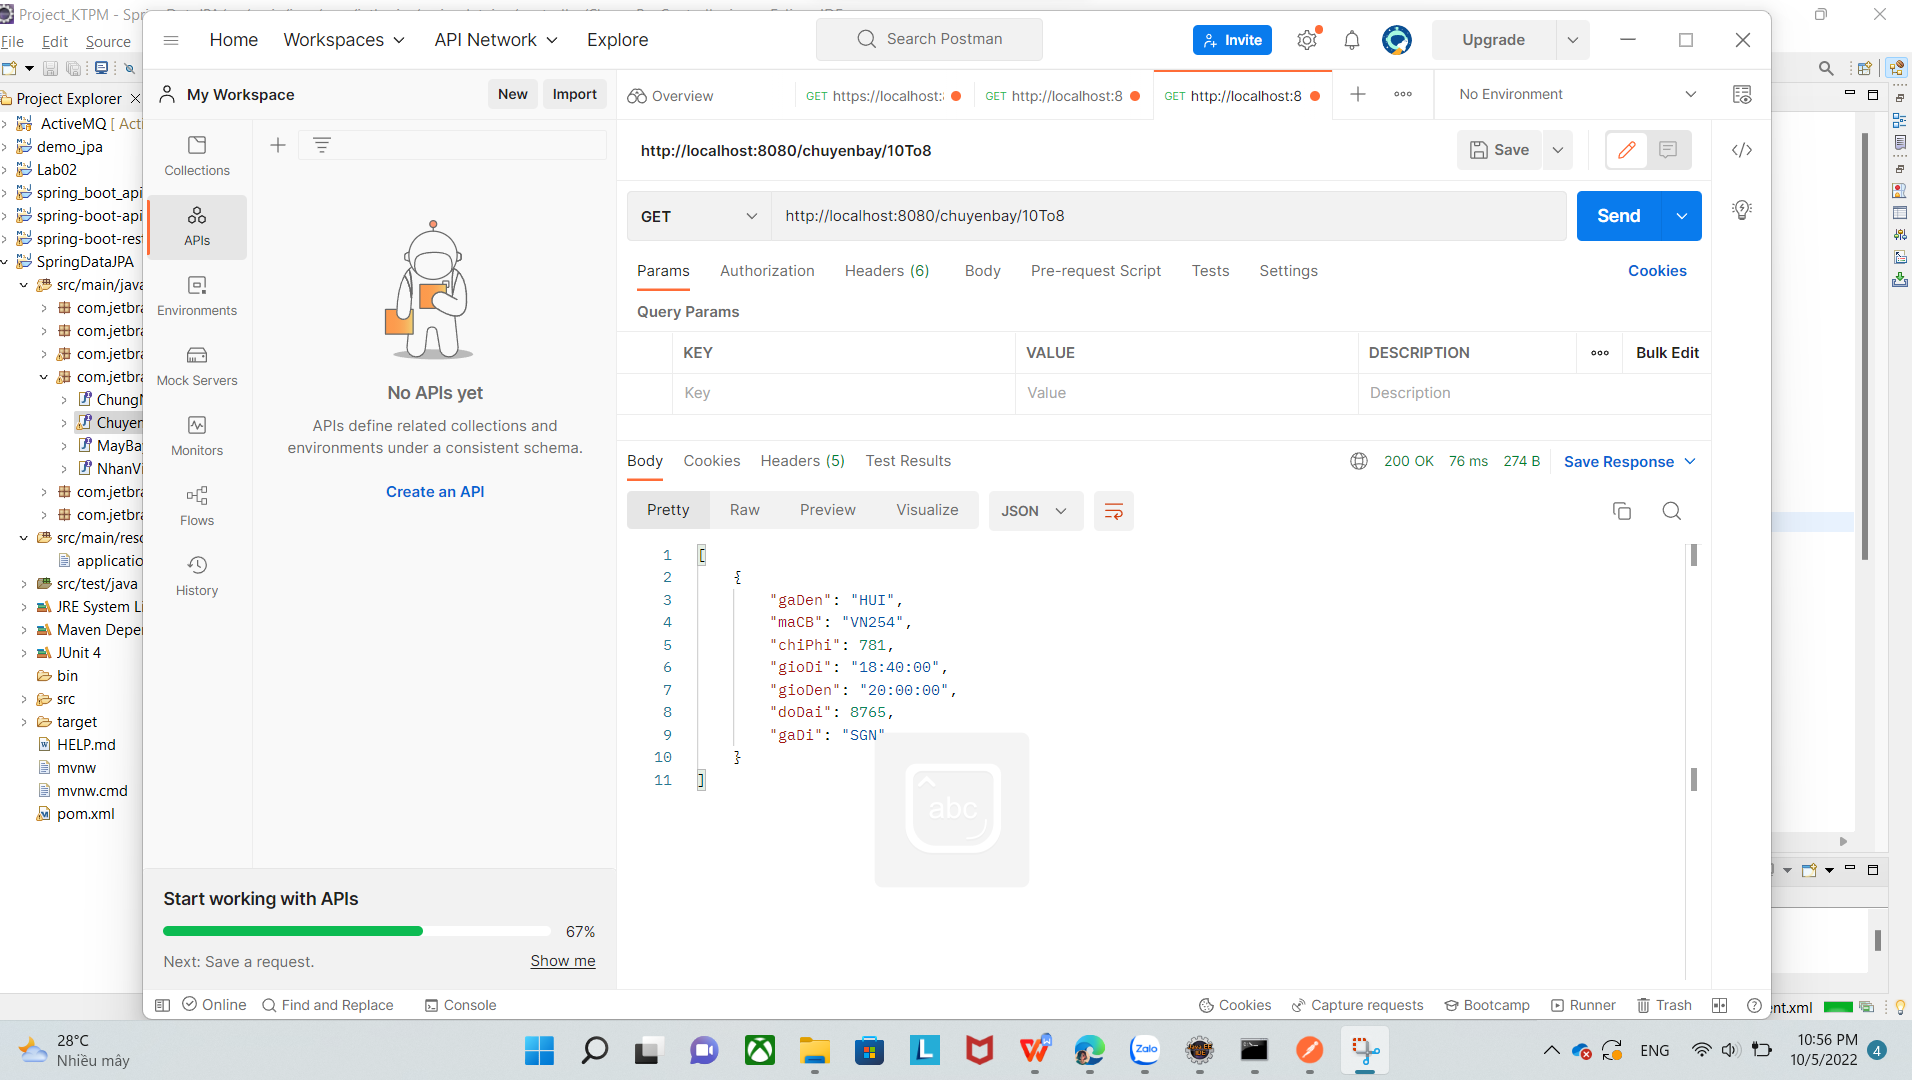 Project_KTPM - Spri
File Edit Source
Project Explorer
ActiveMQ [ Acti
demo_jpa
Lab02
spring_boot_api
spring-boot-api
spring-boot-rest
SpringDataJPA
src/main/java
com.jetbra
com.jetbra
com.jetbra
com.jetbra
ChungN
Chuyen
MayBa
NhanVi
com.jetbra
com.jetbra
src/main/reso
applicatio
src/test/java
JRE System Li
Maven Depe
JUnit 4
bin
src
target
HELP.md
mvnw
mvnw.cmd
pom.xml
Home Workspaces API Network Explore
Search Postman
Invite
Upgrade
My Workspace
New Import
Overview
GET https://localhost:
GET http://localhost:8
GET http://localhost:8
No Environment
Collections
APIs
Environments
Mock Servers
Monitors
Flows
History
No APIs yet
APIs define related collections and
environments under a consistent schema.
Create an API
Start working with APIs
67%
Next: Save a request. Show me
http://localhost:8080/chuyenbay/10To8
Save
GET http://localhost:8080/chuyenbay/10To8
Send
Params Authorization Headers (6) Body Pre-request Script Tests Settings Cookies
Query Params
KEY VALUE DESCRIPTION Bulk Edit
Key Value Description
Body Cookies Headers (5) Test Results
200 OK 76 ms 274 B Save Response
Pretty Raw Preview Visualize JSON
1 [
2 {
3 "gaDen": "HUI",
4 "maCB": "VN254",
5 "chiPhi": 781,
6 "gioDi": "18:40:00",
7 "gioDen": "20:00:00",
8 "doDai": 8765,
9 "gaDi": "SGN"
10 }
11 ]
abc
Online Find and Replace Console
Cookies Capture requests Bootcamp Runner Trash
ent.xml
28°C
Nhiều mây
Zalo
ENG
10:56 PM
10/5/2022
4